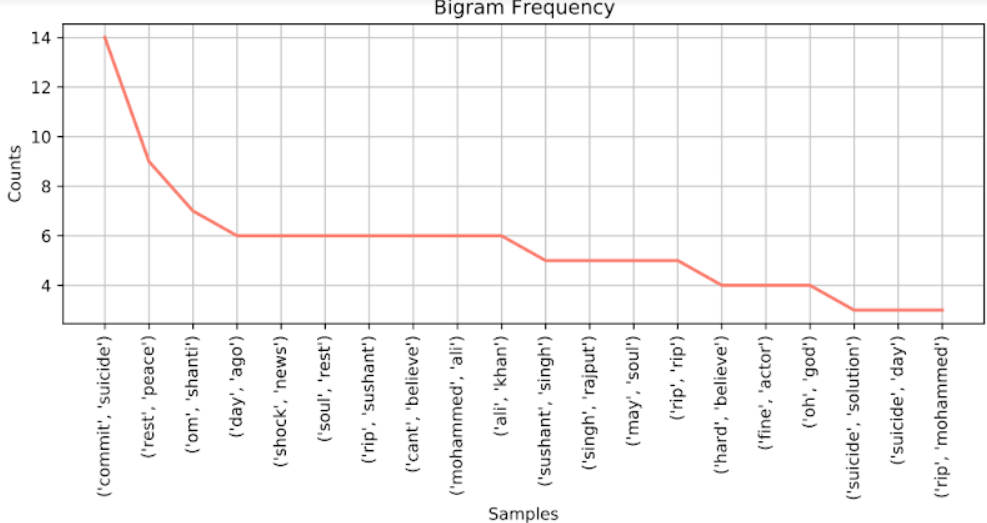 Bigram Frequency
14
12
10
8
6
4
Counts
('commit', 'suicide')
('rest', 'peace')
('om', 'shanti')
('day', 'ago')
('shock', 'news')
('soul', 'rest')
('rip', 'sushant')
('cant', 'believe')
('mohammed', 'ali')
('ali', 'khan')
('sushant', 'singh')
('singh', 'rajput')
('may', 'soul')
('rip', 'rip')
('hard', 'believe')
('fine', 'actor')
('oh', 'god')
('suicide', 'solution')
('suicide', 'day')
('rip', 'mohammed')
Samples